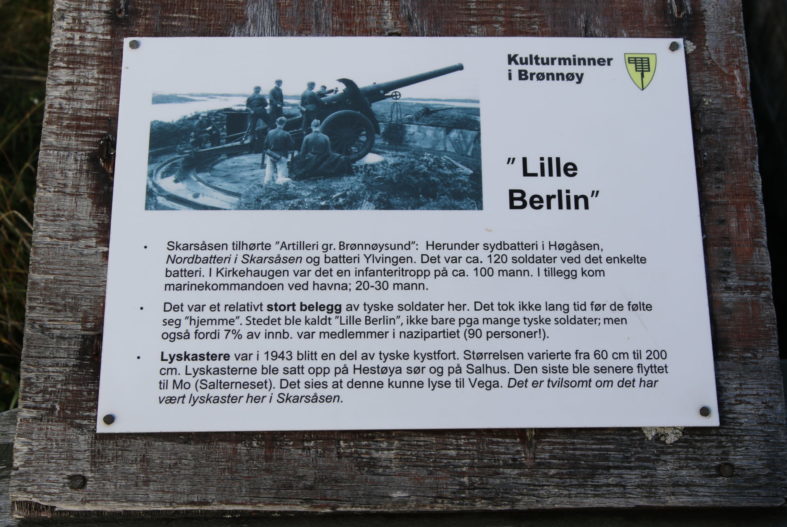 Kulturminner
i Brønnøy
"Lille
Berlin"
• Skarsåsen tilhørte "Artilleri gr. Brønnøysund": Herunder sydbatteri i Høgåsen,
Nordbatteri i Skarsåsen og batteri Ylvingen. Det var ca. 120 soldater ved det enkelte
batteri. I Kirkehaugen var det en infanteritropp på ca. 100 mann. I tillegg kom
marinekommandoen ved havna; 20-30 mann.
• Det var et relativt stort belegg av tyske soldater her. Det tok ikke lang tid før de følte
seg "hjemme". Stedet ble kaldt "Lille Berlin", ikke bare pga mange tyske soldater; men
også fordi 7% av innb. var medlemmer i nazipartiet (90 personer!).
• Lyskastere var i 1943 blitt en del av tyske kystfort. Størrelsen varierte fra 60 cm til 200
cm. Lyskasterne ble satt opp på Hestøya sør og på Salhus. Den siste ble senere flyttet
til Mo (Salterneset). Det sies at denne kunne lyse til Vega. Det er tvilsomt om det har
vært lyskaster her i Skarsåsen.